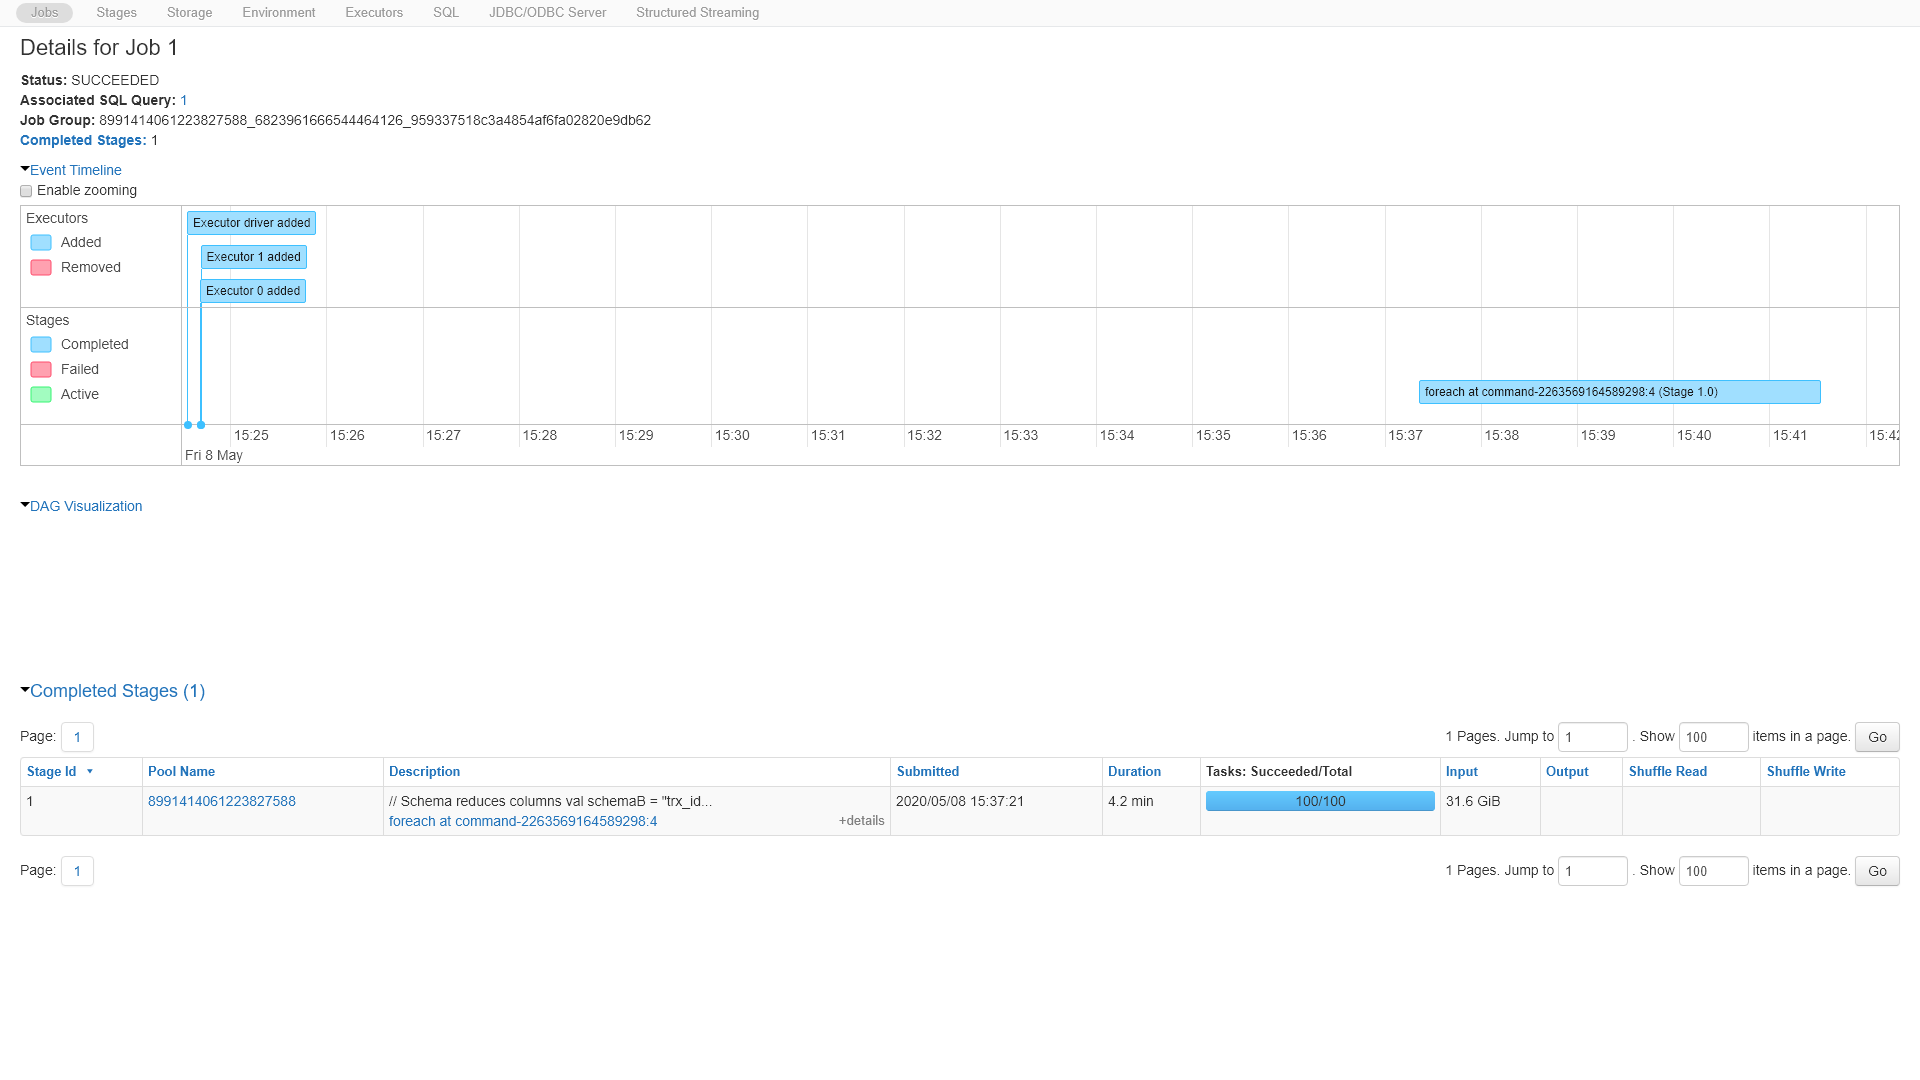 Jobs Stages Storage Environment Executors SQL JDBC/ODBC Server Structured Streaming
Details for Job 1
Status: SUCCEEDED
Associated SQL Query: 1
Job Group: 8991414061223827588_6823961666544464126_959337518c3a4854af6fa02820e9db62
Completed Stages: 1
Event Timeline
Enable zooming
Executors
Added
Removed
Executor driver added
Executor 1 added
Executor 0 added
Stages
Completed
Failed
Active
foreach at command-2263569164589298:4 (Stage 1.0)
15:25 15:26 15:27 15:28 15:29 15:30 15:31 15:32 15:33 15:34 15:35 15:36 15:37 15:38 15:39 15:40 15:41 15:42
Fri 8 May
DAG Visualization
Completed Stages (1)
Page: 1 1 Pages. Jump to 1 . Show 100 items in a page. Go
Stage Id Pool Name Description Submitted Duration Tasks: Succeeded/Total Input Output Shuffle Read Shuffle Write
1 8991414061223827588 // Schema reduces columns val schemaB = "trx_id... 2020/05/08 15:37:21 4.2 min 100/100 31.6 GiB
foreach at command-2263569164589298:4 +details
Page: 1 1 Pages. Jump to 1 . Show 100 items in a page. Go